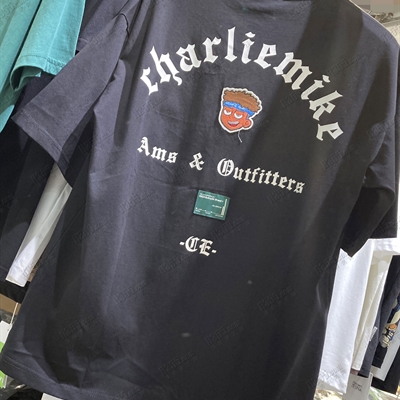 charliemike
Ams & Outfitters
-CE-